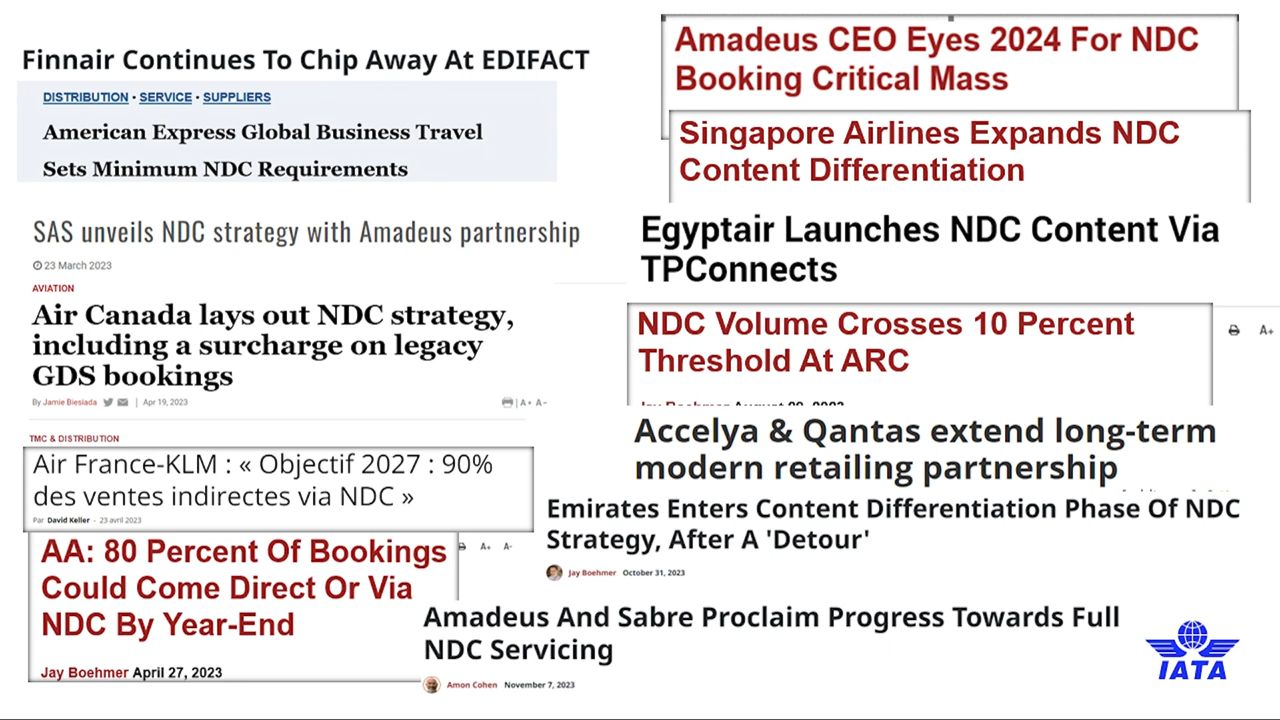 Finnair Continues To Chip Away At EDIFACT
DISTRIBUTION · SERVICE · SUPPLIERS
American Express Global Business Travel
Sets Minimum NDC Requirements
SAS unveils NDC strategy with Amadeus partnership
23 March 2023
AVIATION
Air Canada lays out NDC strategy,
including a surcharge on legacy
GDS bookings
By Jamie Biesiada | Apr 19, 2023
| A+ A-
TMC & DISTRIBUTION
Air France-KLM : « Objectif 2027 : 90%
des ventes indirectes via NDC »
Par David Keller - 23 avril 2023
AA: 80 Percent Of Bookings
Could Come Direct Or Via
NDC By Year-End
A+ A-
Jay Boehmer April 27, 2023
Amadeus CEO Eyes 2024 For NDC
Booking Critical Mass
Singapore Airlines Expands NDC
Content Differentiation
Egyptair Launches NDC Content Via
TPConnects
NDC Volume Crosses 10 Percent
Threshold At ARC
A+
Accelya & Qantas extend long-term
modern retailing partnership
Emirates Enters Content Differentiation Phase Of NDC
Strategy, After A 'Detour'
Jay Boehmer October 31, 2023
Amadeus And Sabre Proclaim Progress Towards Full
NDC Servicing
Amon Cohen November 7, 2023
IATA